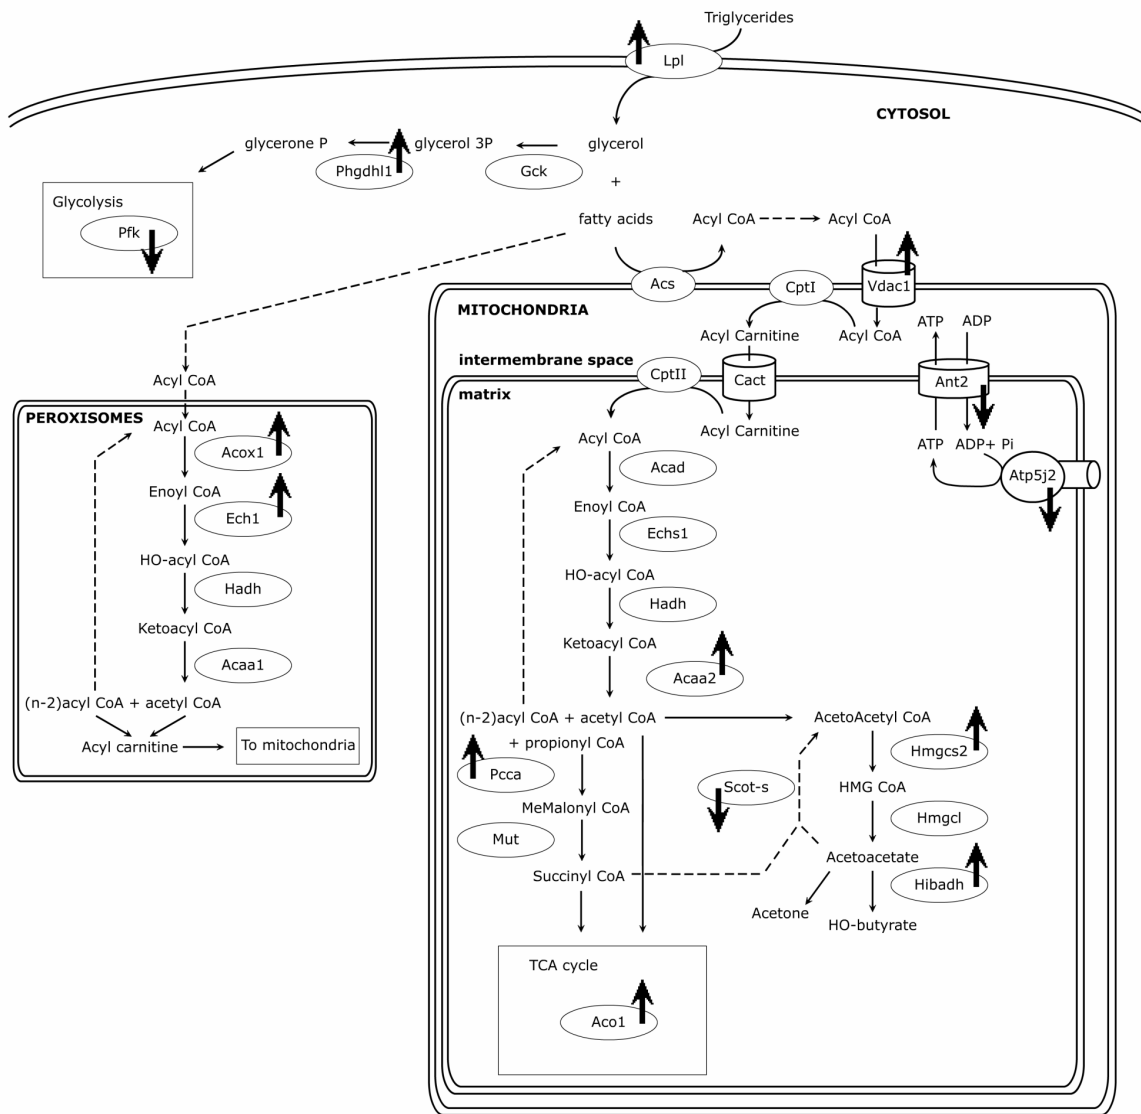 Triglycerides
Lpl
CYTOSOL
glycerone P
glycerol 3P
glycerol
Phgdhl1
Gck
+
Glycolysis
Pfk
fatty acids
Acyl CoA
Acyl CoA
Acs
CptI
Vdac1
MITOCHONDRIA
Acyl Carnitine
Acyl CoA
ATP
ADP
intermembrane space
matrix
CptII
Cact
Ant2
Acyl CoA
PEROXISOMES
Acyl CoA
Acox1
Enoyl CoA
Ech1
HO-acyl CoA
Hadh
Ketoacyl CoA
Acaa1
(n-2)acyl CoA + acetyl CoA
Acyl carnitine
To mitochondria
Acyl CoA
Acyl Carnitine
ATP
ADP+ Pi
Atp5j2
Acad
Enoyl CoA
Echs1
HO-acyl CoA
Hadh
Ketoacyl CoA
Acaa2
(n-2)acyl CoA + acetyl CoA
+ propionyl CoA
AcetoAcetyl CoA
Hmgcs2
Pcca
Scot-s
HMG CoA
MeMalonyl CoA
Hmgcl
Mut
Acetoacetate
Succinyl CoA
Hibadh
Acetone
HO-butyrate
TCA cycle
Aco1